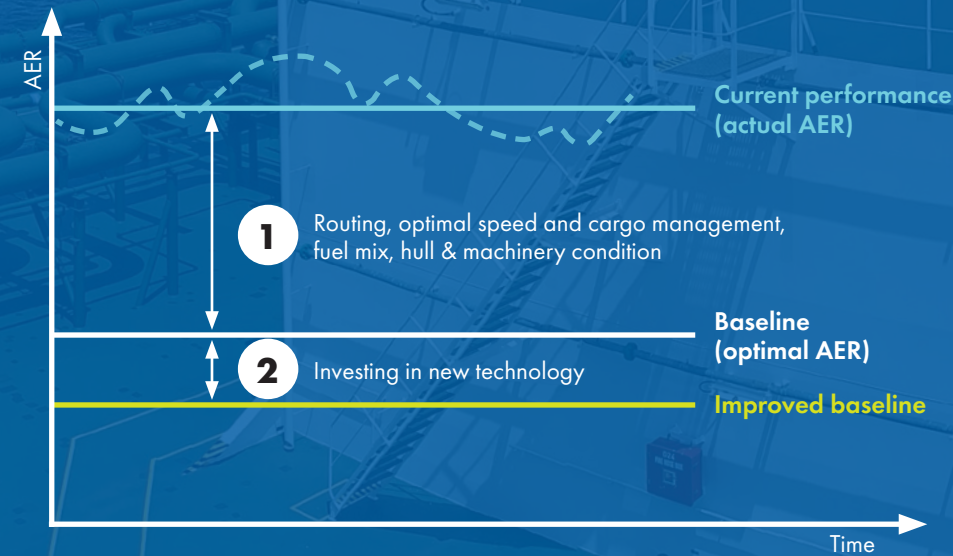 AER
Current performance
(actual AER)
1
Routing, optimal speed and cargo management,
fuel mix, hull & machinery condition
Baseline
(optimal AER)
2
Investing in new technology
Improved baseline
Time